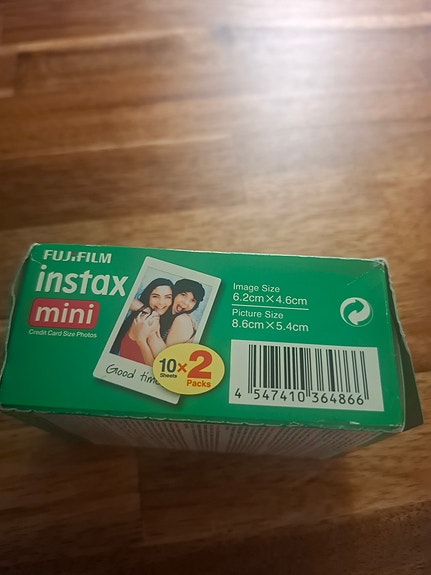 FUJIFILM
instax
mini
Credit Card Size Photos
Good time
10 Sheets × 2 Packs
Image Size
6.2cm×4.6cm
Picture Size
8.6cm×5.4cm
4 547410 364866